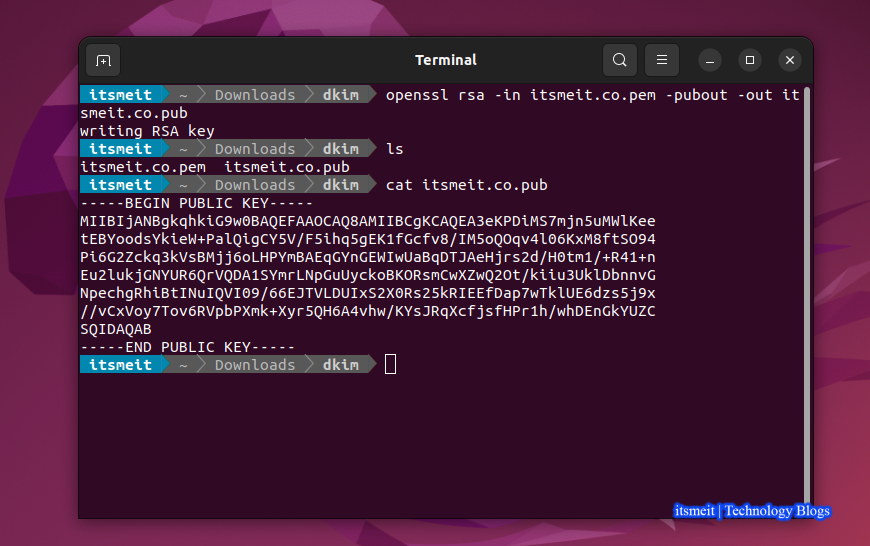 Terminal
itsmeit ~ Downloads dkim openssl rsa -in itsmeit.co.pem -pubout -out it
smeit.co.pub
writing RSA key
itsmeit ~ Downloads dkim ls
itsmeit.co.pem  itsmeit.co.pub
itsmeit ~ Downloads dkim cat itsmeit.co.pub
-----BEGIN PUBLIC KEY-----
MIIBIjANBgkqhkiG9w0BAQEFAAOCAQ8AMIIBCgKCAQEA3eKPDiMS7mjn5uMWlKee
tEBYoodsYkieW+PalQigCY5V/F5ihq5gEK1fGcfv8/IM5oQOqv4l06KxM8ftSO94
Pi6G2Zckq3kVsBMjj6oLHPYmBAEqGYnGEWIwUaBqDTJAeHjrs2d/H0tm1/+R41+n
Eu2lukjGNYUR6QrVQDA1SYmrLNpGuUyckoBKORsmCwXZwQ2Ot/kiiu3UklDbnnvG
NpechgRhiBtINuIQVI09/66EJTVLDUIxS2X0Rs25kRIEEfDap7wTklUE6dzs5j9x
//vCxVoy7Tov6RVpbPXmk+Xyr5QH6A4vhw/KYsJRqXcfjsfHPr1h/whDEnGkYUZC
SQIDAQAB
-----END PUBLIC KEY-----
itsmeit ~ Downloads dkim
itsmeit | Technology Blogs